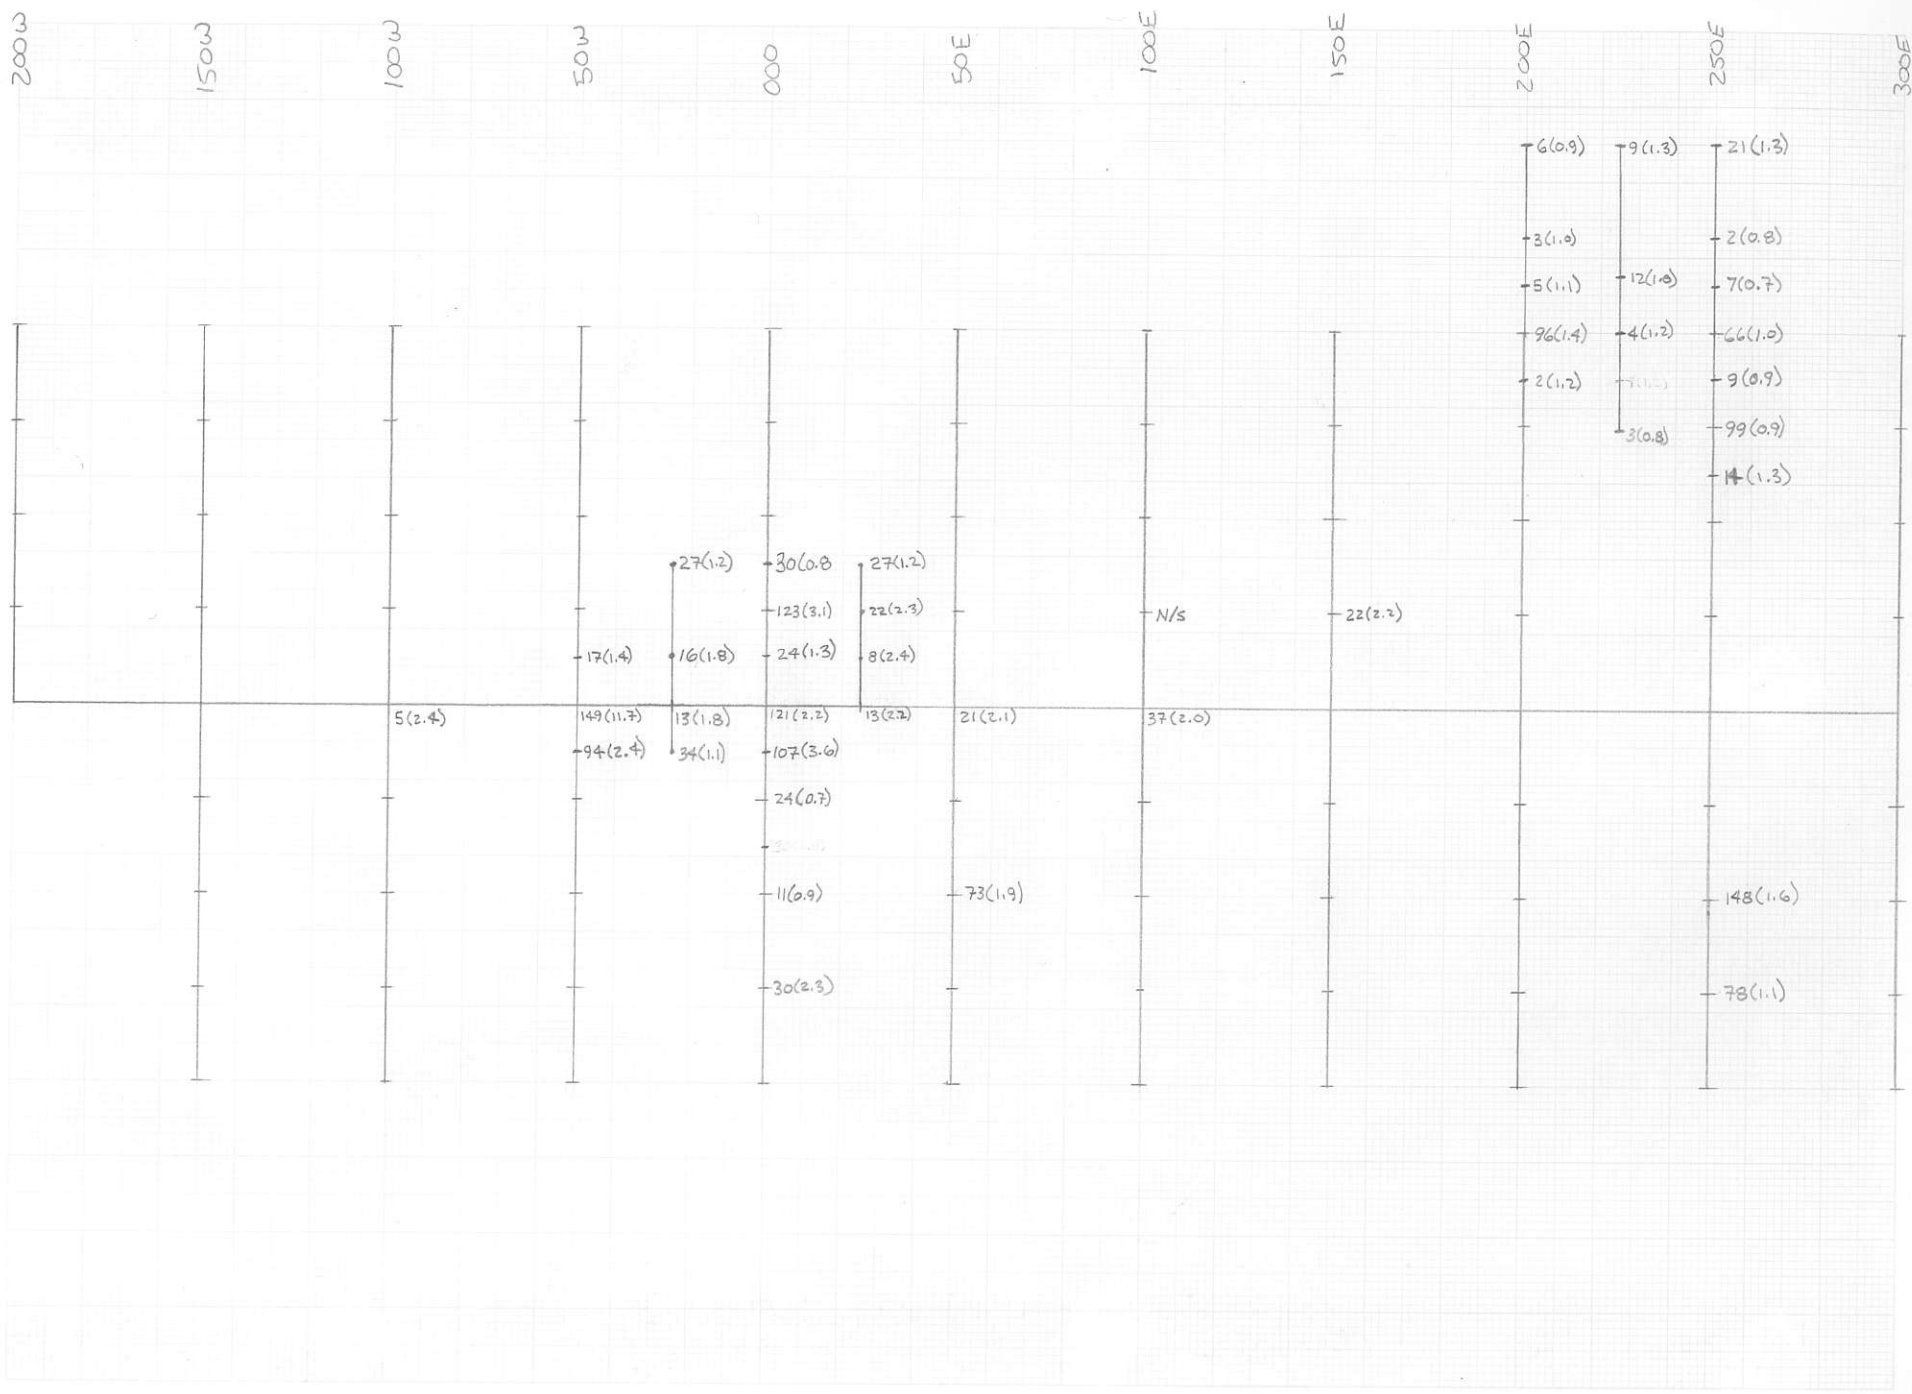 200W 150W 100W 50W 000 50E 100E 150E 200E 250E 300E
6(0.9) 9(1.3) 21(1.3)
3(1.0) 2(0.8)
12(1.8)
5(1.1) 7(0.7)
96(1.4) 4(1.2) 66(1.0)
2(1.2) 9(0.9)
3(0.8) 99(0.9)
14(1.3)
27(1.2) 30(0.8 27(1.2)
123(3.1) 22(2.3) N/S 22(2.2)
17(1.4) 16(1.8) 24(1.3) 8(2.4)
5(2.4) 149(11.7) 13(1.8) 121(2.2) 13(2.2) 21(2.1) 37(2.0)
94(2.4) 34(1.1) 107(3.6)
24(0.7)
11(0.9) 73(1.9) 148(1.6)
30(2.3) 78(1.1)